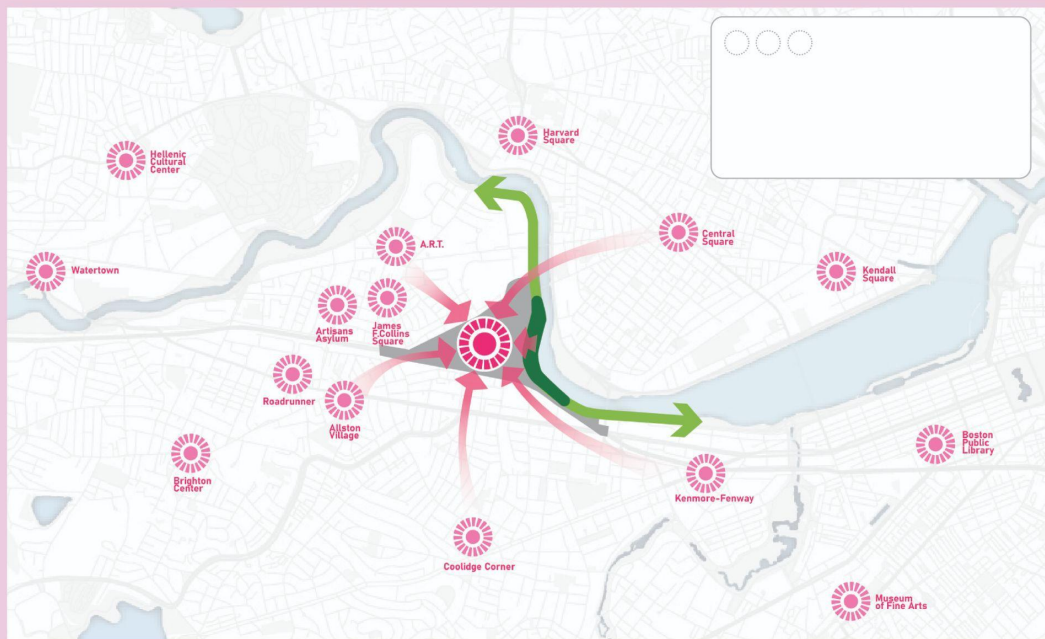 Harvard
Square
Hellenic
Cultural
Center
Central
Square
A.R.T.
Watertown
Kendall
Square
Artisans
Asylum
James
F.Collins
Square
Roadrunner
Allston
Village
Boston
Public
Library
Brighton
Center
Kenmore-Fenway
Coolidge Corner
Museum
of Fine Arts